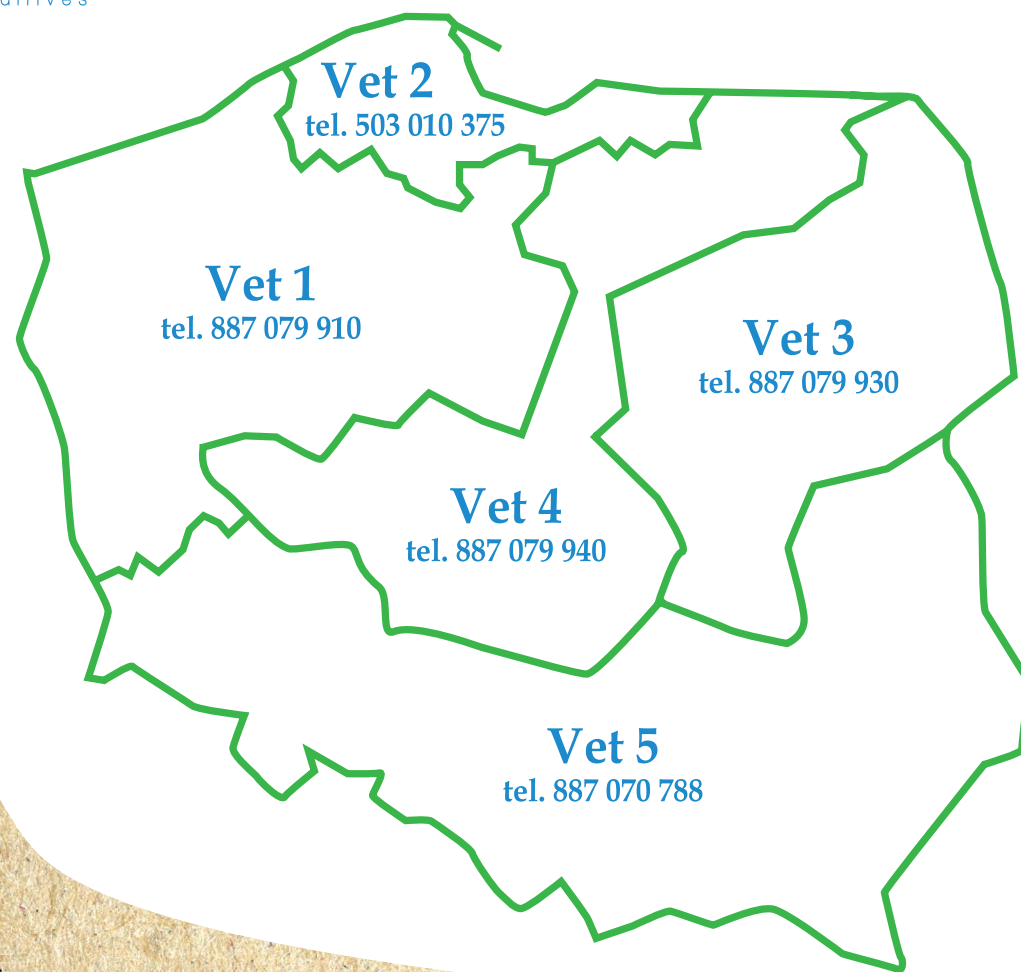 Vet 2
tel. 503 010 375
Vet 1
tel. 887 079 910
Vet 3
tel. 887 079 930
Vet 4
tel. 887 079 940
Vet 5
tel. 887 070 788